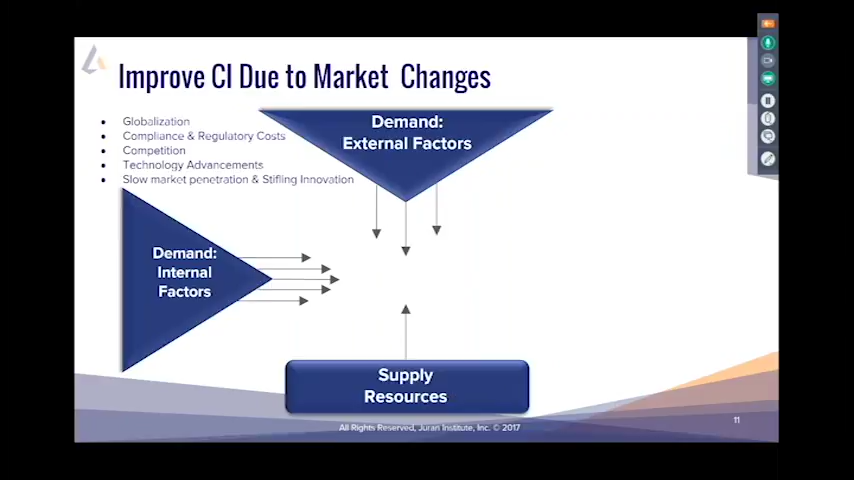 Improve CI Due to Market Changes
• Globalization
• Compliance & Regulatory Costs
• Competition
• Technology Advancements
• Slow market penetration & Stifling Innovation
Demand:
External Factors
Demand:
Internal
Factors
Supply
Resources
All Rights Reserved, Juran Institute, Inc. © 2017
11